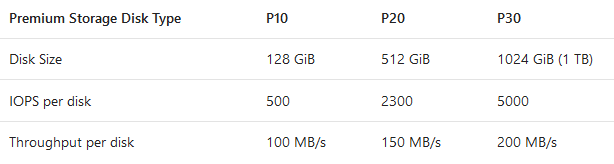 Premium Storage Disk Type P10 P20 P30
Disk Size 128 GiB 512 GiB 1024 GiB (1 TB)
IOPS per disk 500 2300 5000
Throughput per disk 100 MB/s 150 MB/s 200 MB/s